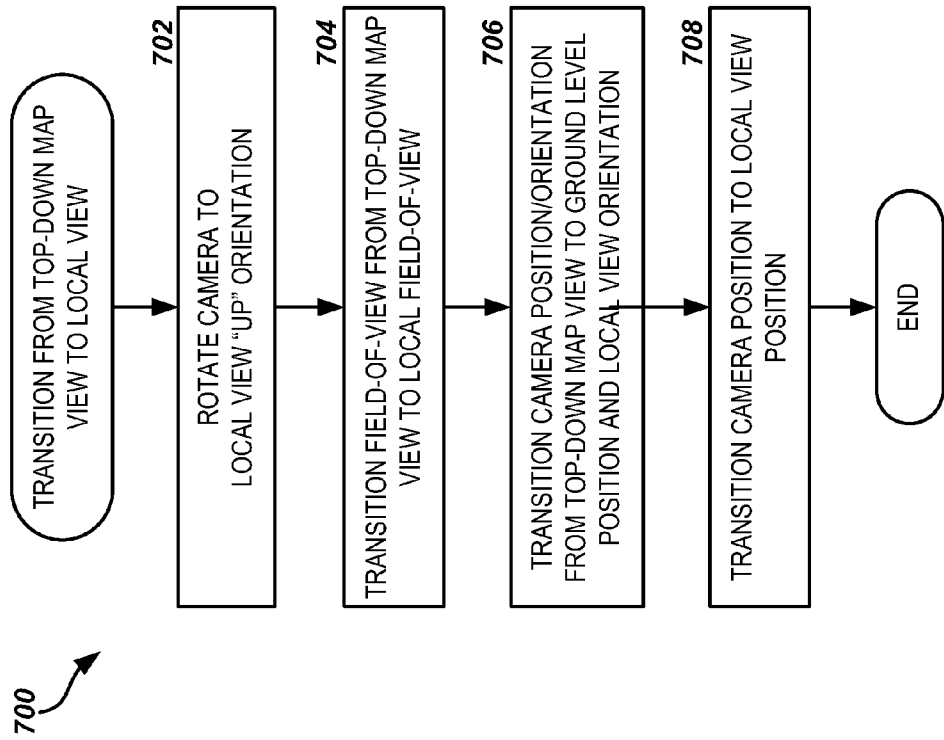 700
TRANSITION FROM TOP-DOWN MAP
VIEW TO LOCAL VIEW
702
ROTATE CAMERA TO
LOCAL VIEW "UP" ORIENTATION
704
TRANSITION FIELD-OF-VIEW FROM TOP-DOWN MAP
VIEW TO LOCAL FIELD-OF-VIEW
706
TRANSITION CAMERA POSITION/ORIENTATION
FROM TOP-DOWN MAP VIEW TO GROUND LEVEL
POSITION AND LOCAL VIEW ORIENTATION
708
TRANSITION CAMERA POSITION TO LOCAL VIEW
POSITION
END